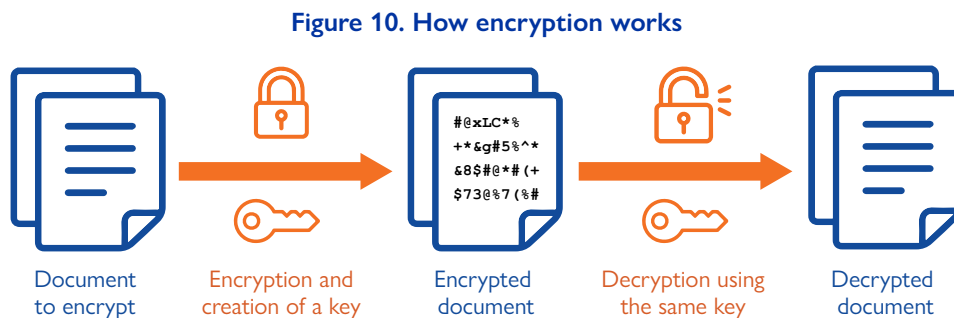 Figure 10. How encryption works
#@xLC*%
+*&g#5%^*
&8$#@*#(+
$73@%7(%#
Document
to encrypt
Encryption and
creation of a key
Encrypted
document
Decryption using
the same key
Decrypted
document